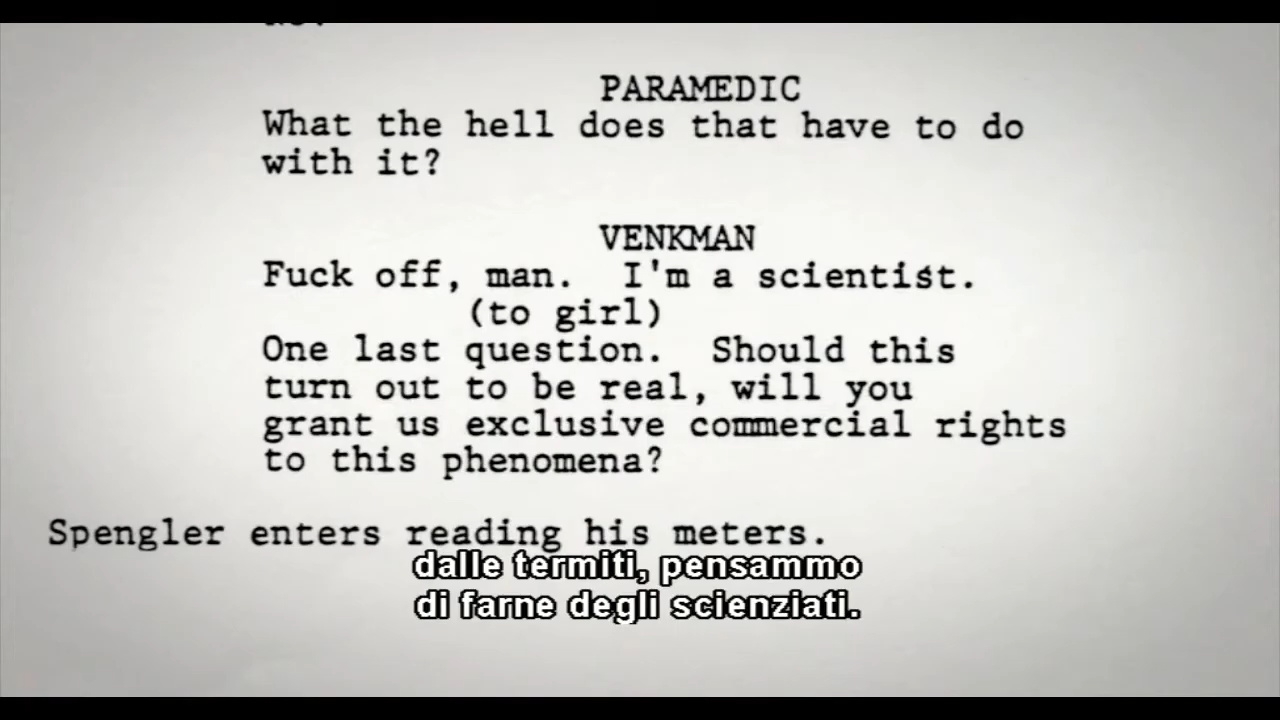 PARAMEDIC
What the hell does that have to do
with it?
VENKMAN
Fuck off, man. I'm a scientist.
(to girl)
One last question. Should this
turn out to be real, will you
grant us exclusive commercial rights
to this phenomena?
Spengler enters reading his meters.
dalle termiti, pensammo
di farne degli scienziati.